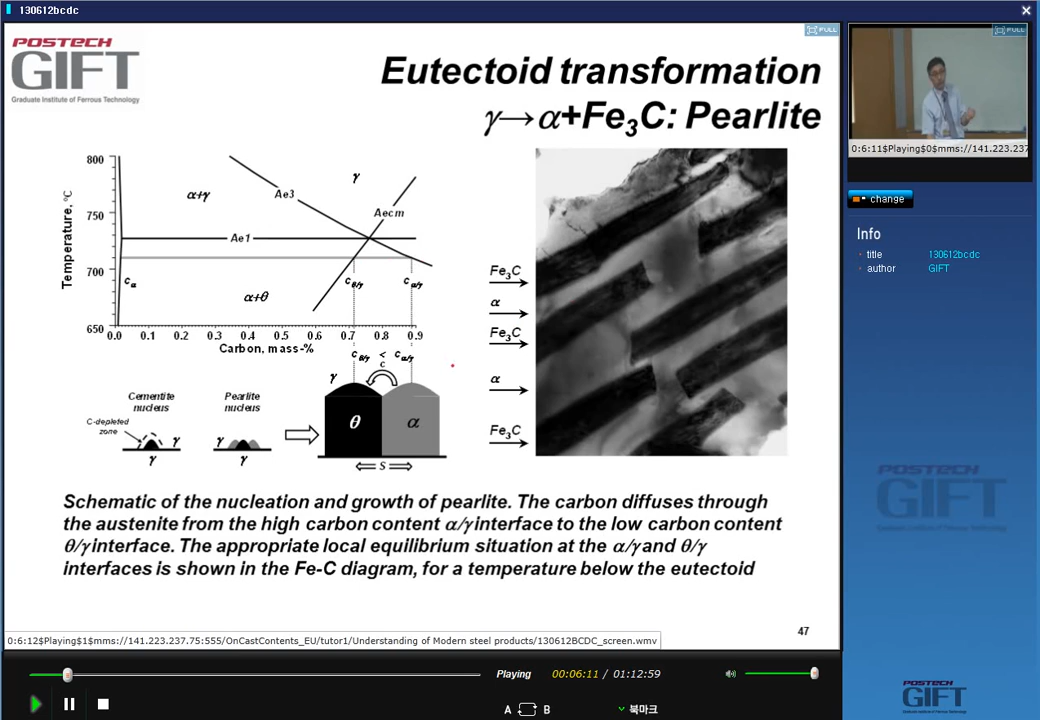 130612bcdc
POSTECH
GIFT
Graduate Institute of Ferrous Technology
FULL
Eutectoid transformation
γ→α+Fe3C: Pearlite
800
750
700
650
Temperature, °C
α+γ
Ae3
γ
Aecm
Ae1
cα
cθ/γ
cα/γ
α+θ
0.0 0.1 0.2 0.3 0.4 0.5 0.6 0.7 0.8 0.9
Carbon, mass-%
cθ/γ < cα/γ
c
γ
Cementite
nucleus
Pearlite
nucleus
C-depleted
zone
γ
γ
γ
γ
θ
α
S
Fe3C
α
Fe3C
α
Fe3C
Schematic of the nucleation and growth of pearlite. The carbon diffuses through
the austenite from the high carbon content α/γ interface to the low carbon content
θ/γ interface. The appropriate local equilibrium situation at the α/γ and θ/γ
interfaces is shown in the Fe-C diagram, for a temperature below the eutectoid
47
0:6:12$Playing$1$mms://141.223.237.75:555/OnCastContents_EU/tutor1/Understanding of Modern steel products/130612BCDC_screen.wmv
Playing
00:06:11 / 01:12:59
A B
북마크
FULL
0:6:11$Playing$0$mms://141.223.237
change
Info
title 130612bcdc
author GIFT
POSTECH
GIFT
POSTECH
GIFT